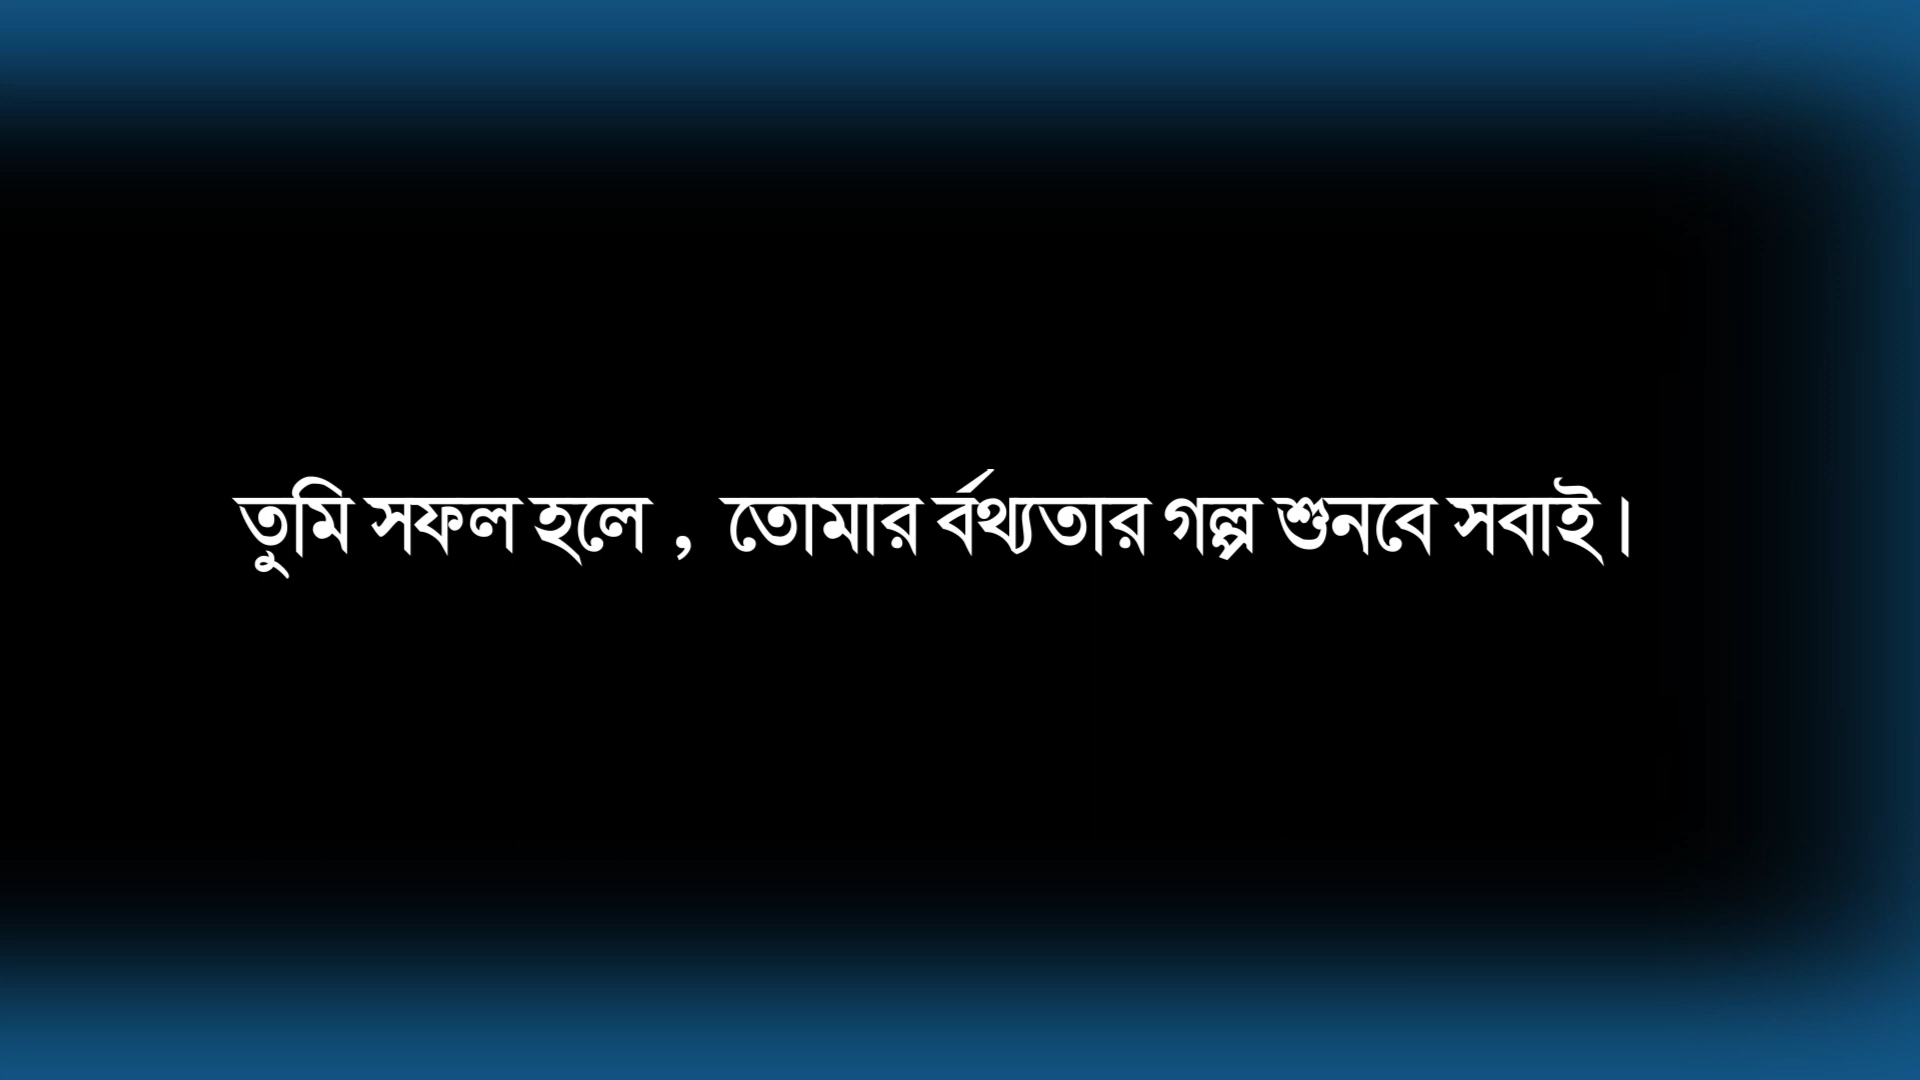 তুমি সফল হলে , তোমার র্বথ্যতার গল্প শুনবে সবাই।